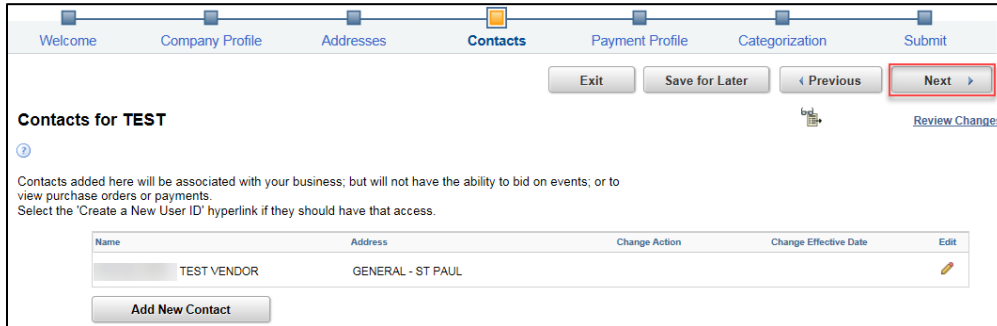 Welcome Company Profile Addresses Contacts Payment Profile Categorization Submit
Exit Save for Later Previous Next
Contacts for TEST
Review Changes
Contacts added here will be associated with your business; but will not have the ability to bid on events; or to
view purchase orders or payments.
Select the 'Create a New User ID' hyperlink if they should have that access.
Name Address Change Action Change Effective Date Edit
TEST VENDOR GENERAL - ST PAUL
Add New Contact